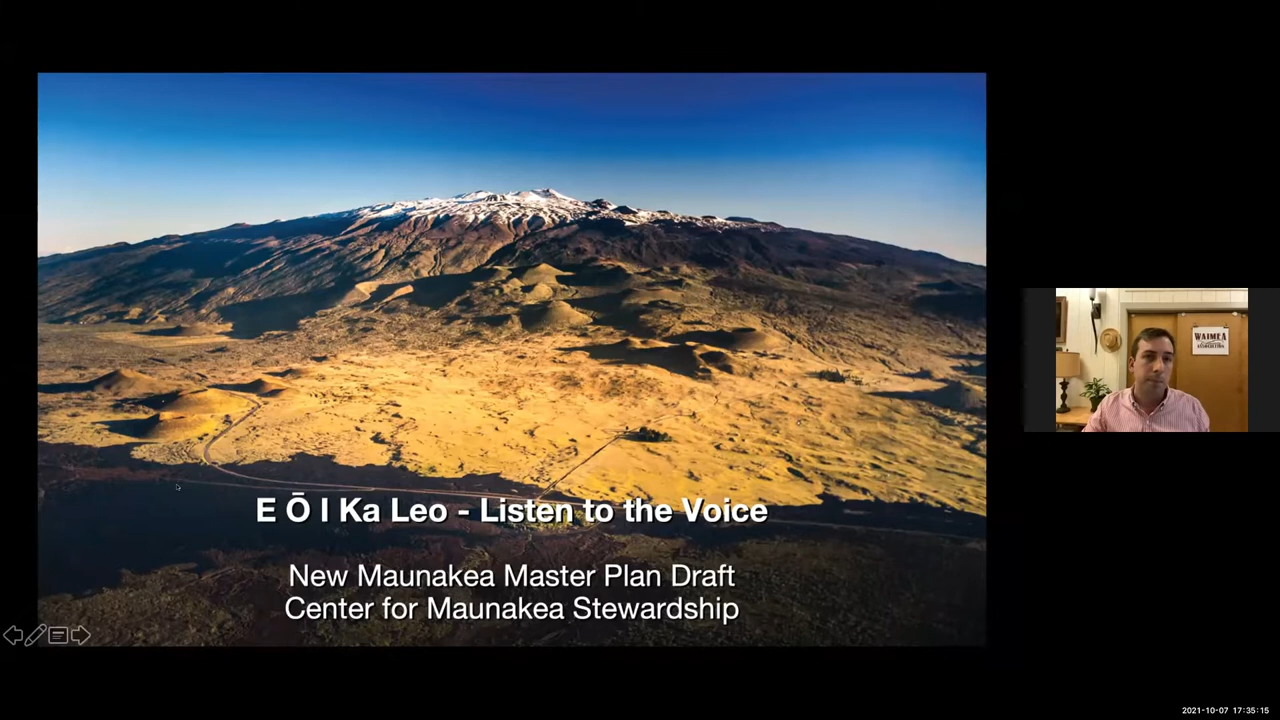 E Ō I Ka Leo - Listen to the Voice
New Maunakea Master Plan Draft
Center for Maunakea Stewardship
WAIMEA
ASSOCIATION
2021-10-07 17:35:15